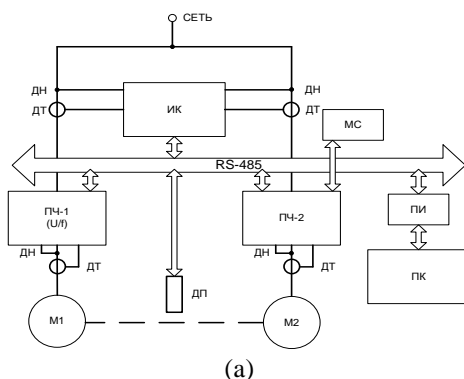 СЕТЬ
ДН
ДН
ИК
ДТ
ДТ
МС
RS-485
ПЧ-1
(U/f)
ПЧ-2
ПИ
ДН
ДТ
ДН
ДТ
ПК
ДП
М1
М2
(a)